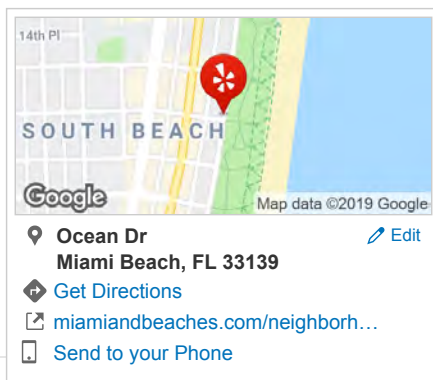 14th Pl
SOUTH BEACH
Google
Map data ©2019 Google
Ocean Dr
Edit
Miami Beach, FL 33139
Get Directions
miamiandbeaches.com/neighborh…
Send to your Phone